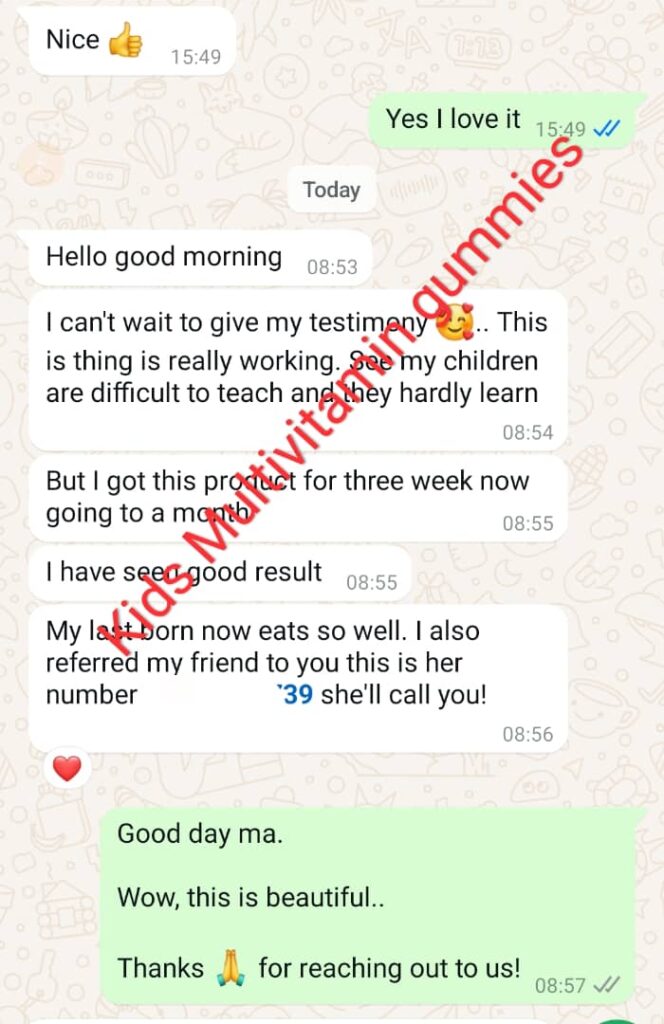 Nice 👍 15:49
Yes I love it 15:49
Today
Hello good morning 08:53
I can't wait to give my testimony 🥰.. This
is thing is really working. See my children
are difficult to teach and they hardly learn
08:54
But I got this product for three week now
going to a month
08:55
I have seen good result 08:55
My last born now eats so well. I also
referred my friend to you this is her
number '39 she'll call you!
08:56
❤️
Good day ma.
Wow, this is beautiful..
Thanks 🙏 for reaching out to us! 08:57
Kids Multivitamin gummies